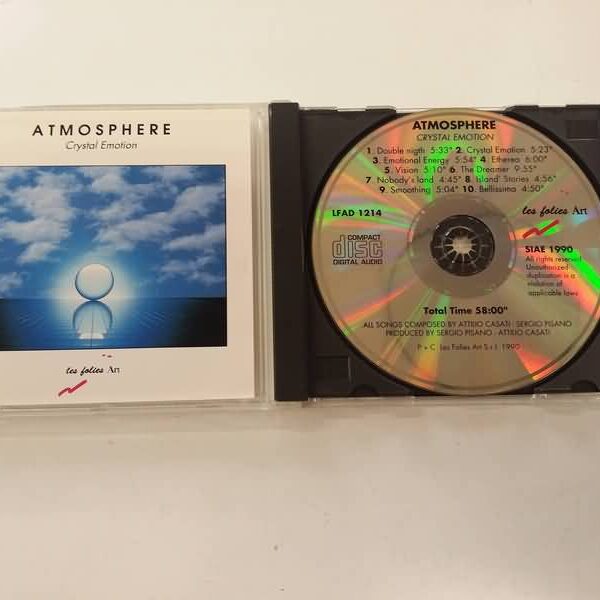 ATMOSPHERE
Crystal Emotion
les folies Art
ATMOSPHERE
CRYSTAL EMOTION
1. Double nigth 5:33" 2. Crystal Emotion 5:23"
3. Emotional Energy 5:54" 4. Etherea 6:00"
5. Vision 5:10" 6. The Dreamer 9:55"
7. Nobody's land 4:45" 8. Island' Stories 4:56"
9. Smoothing 5:04" 10. Bellissima 4:50"
LFAD 1214
les folies Art
COMPACT
disc
DIGITAL AUDIO
SIAE 1990
All rights reserved
Unauthorized
duplication is a
violation of
applicable laws
Total Time 58:00"
ALL SONGS COMPOSED BY ATTILIO CASATI - SERGIO PISANO
PRODUCED BY SERGIO PISANO - ATTILIO CASATI
P + C Les Folies Art S.r.l. 1990